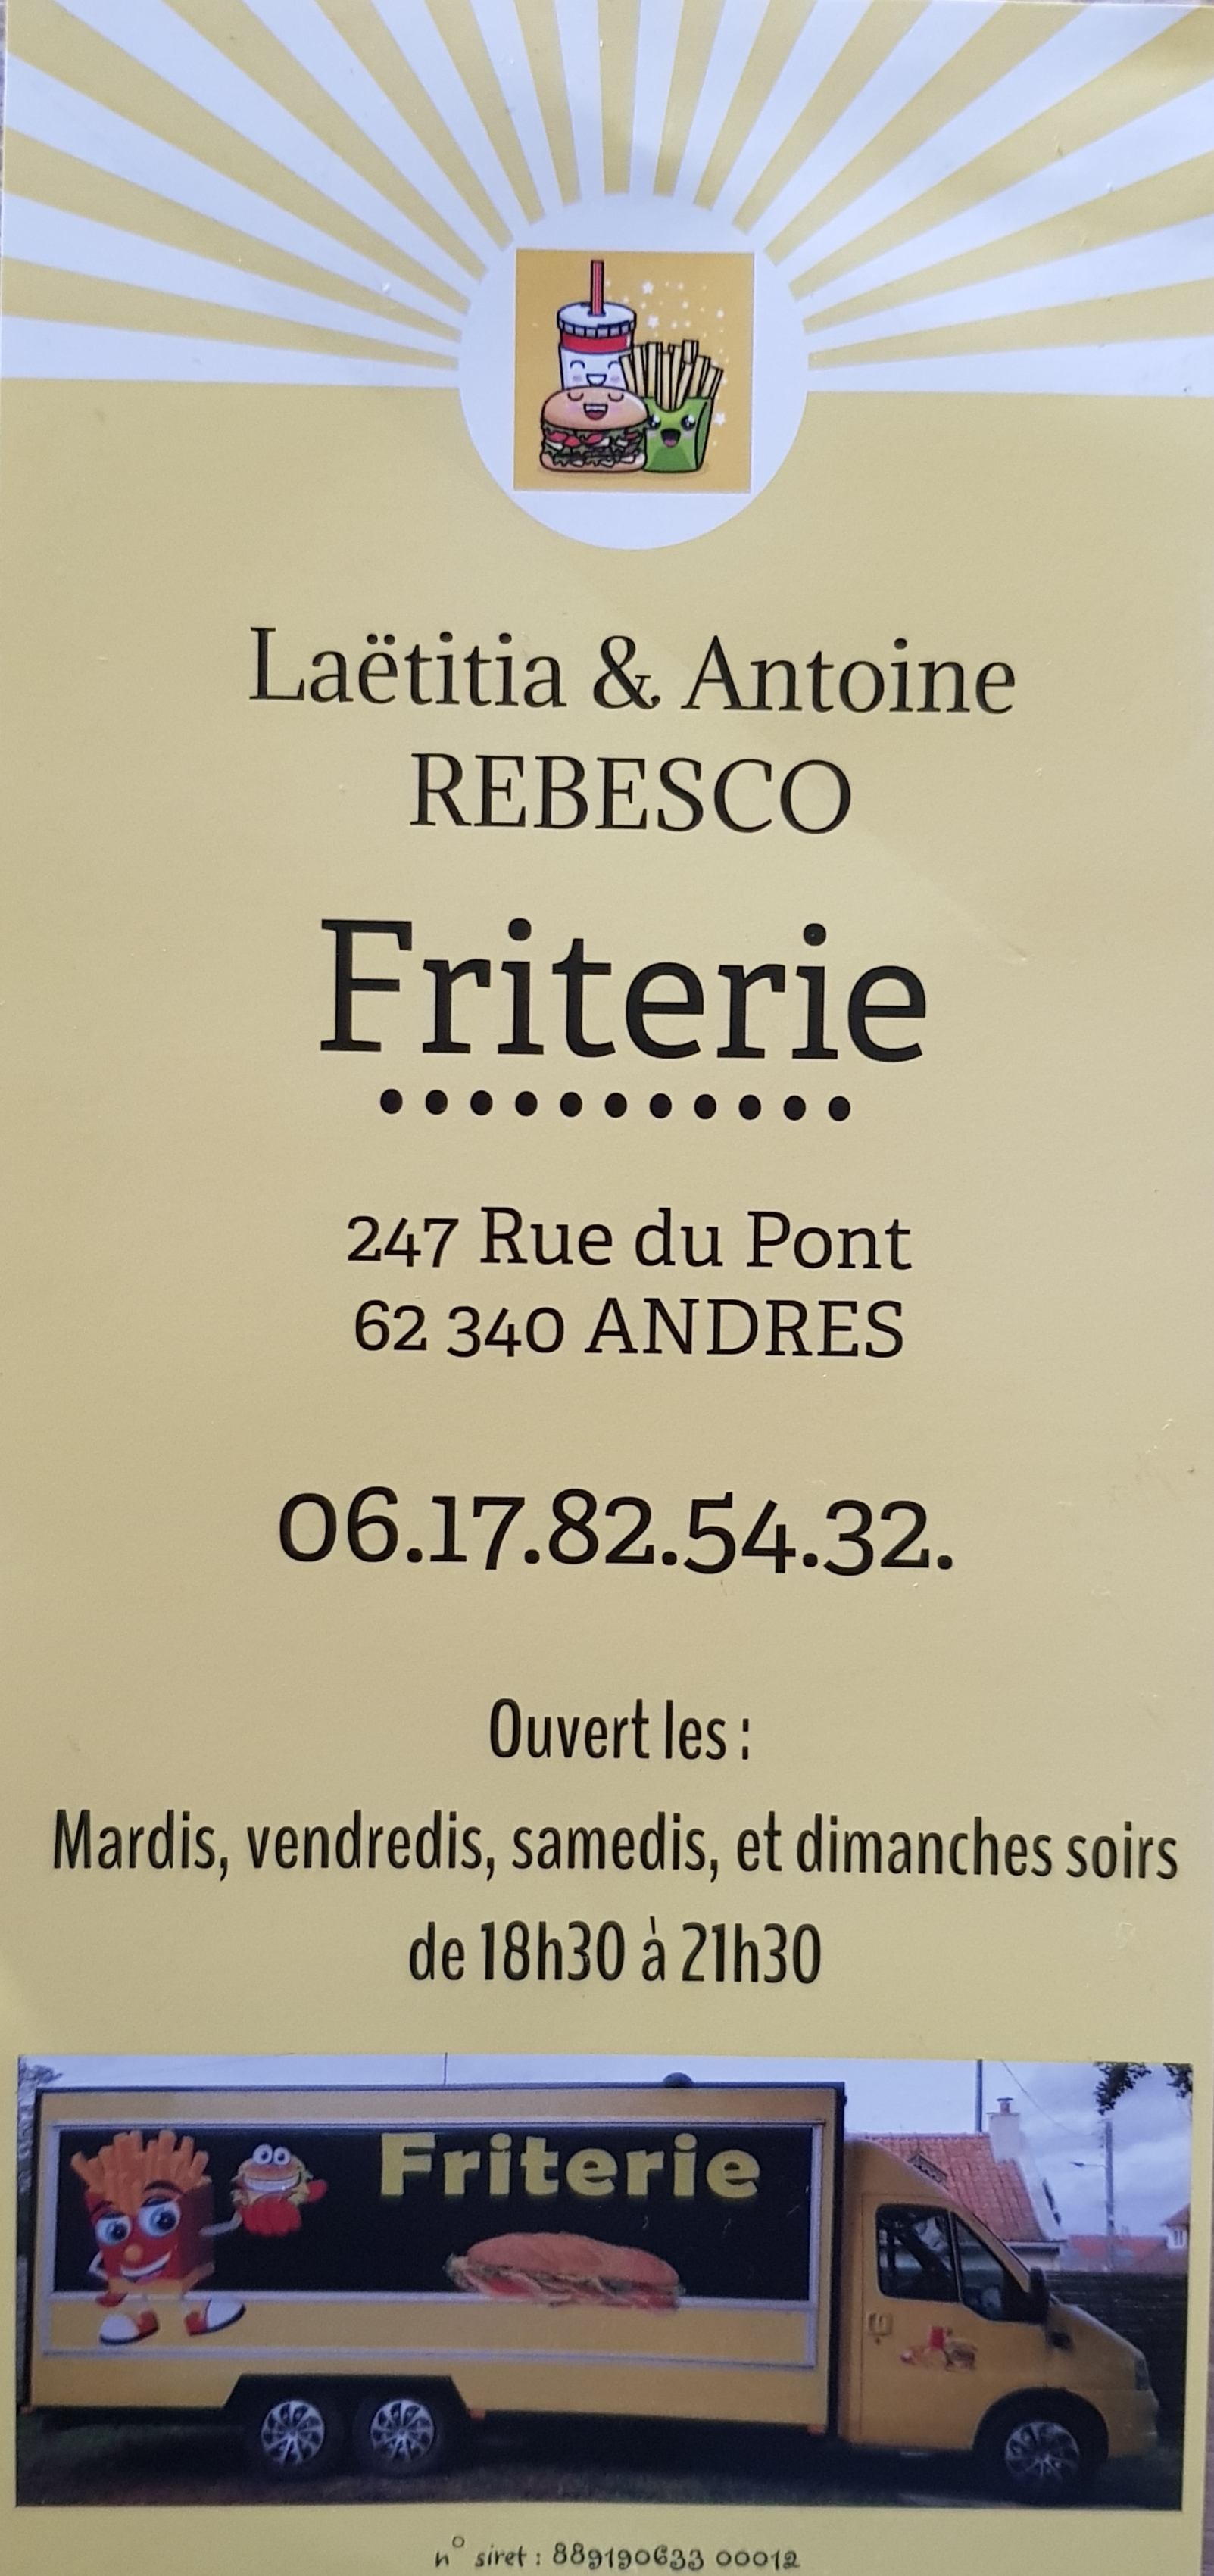 Laëtitia & Antoine
REBESCO
Friterie
247 Rue du Pont
62 340 ANDRES
06.17.82.54.32.
Ouvert les :
Mardis, vendredis, samedis, et dimanches soirs
de 18h30 à 21h30
Friterie
n° siret : 889190633 00012